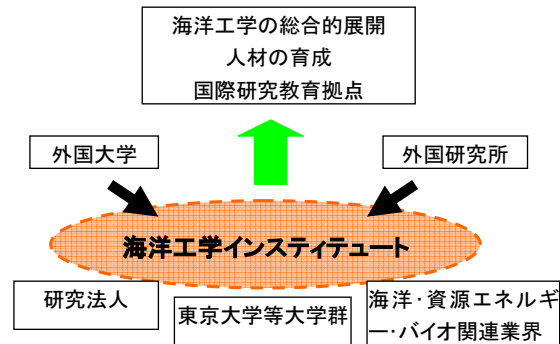 海洋工学の総合的展開
人材の育成
国際研究教育拠点
外国大学
外国研究所
海洋工学インスティテュート
研究法人
東京大学等大学群
海洋・資源エネルギ
ー・バイオ関連業界